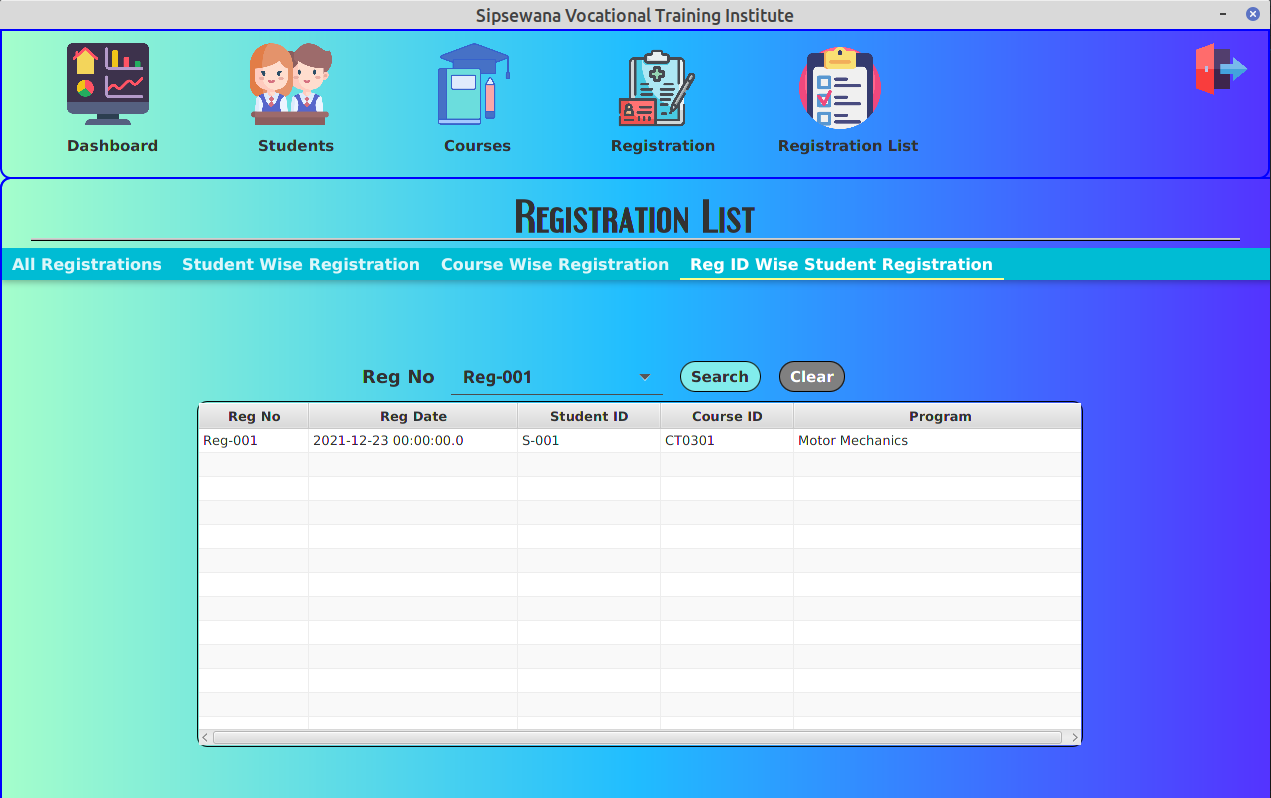 Sipsewana Vocational Training Institute
Dashboard Students Courses Registration Registration List
Registration List
All Registrations Student Wise Registration Course Wise Registration Reg ID Wise Student Registration
Reg No Reg-001 Search Clear
Reg No Reg Date Student ID Course ID Program
Reg-001 2021-12-23 00:00:00.0 S-001 CT0301 Motor Mechanics